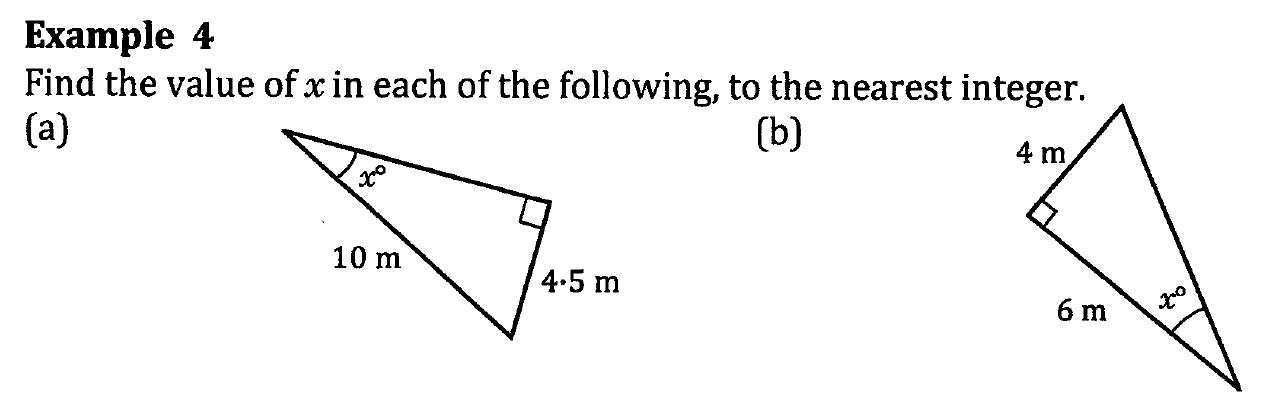 Example 4
Find the value of x in each of the following, to the nearest integer.
(a)
x°
10 m
4·5 m
(b)
4 m
6 m
x°